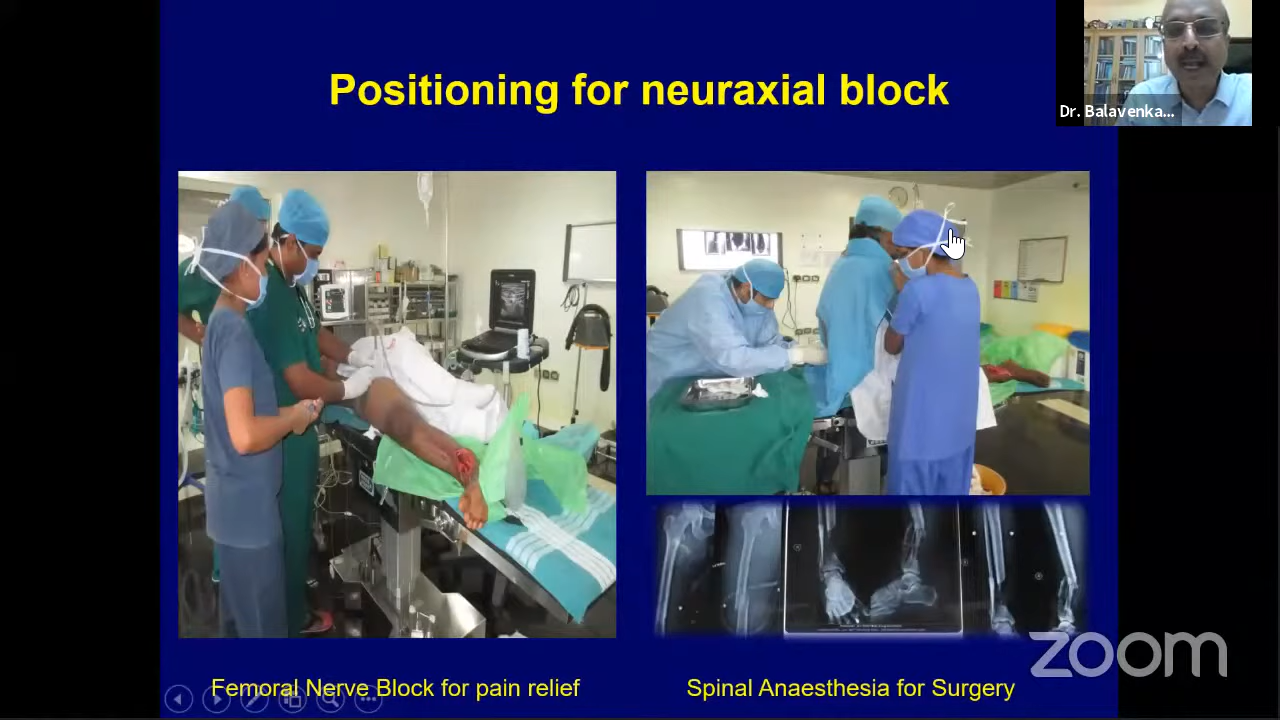 Positioning for neuraxial block
Dr. Balavenka...
Femoral Nerve Block for pain relief
Spinal Anaesthesia for Surgery
zoom